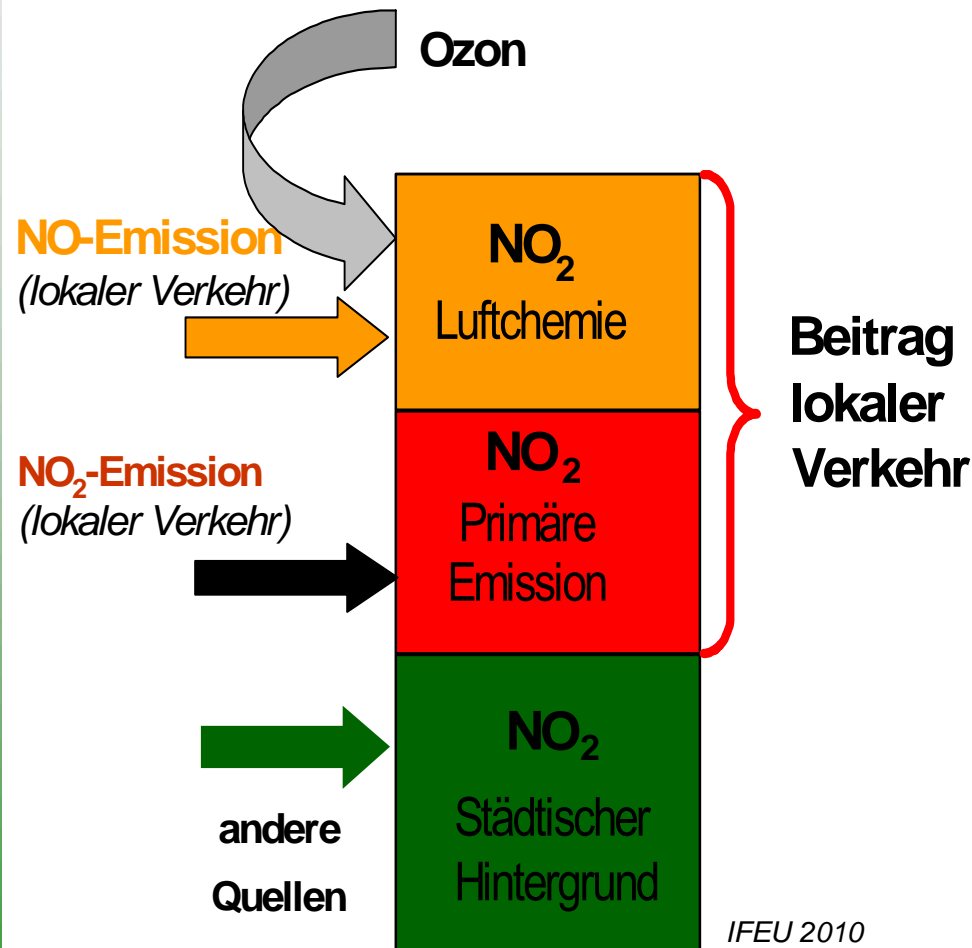 Ozon
NO-Emission
(lokaler Verkehr)
NO₂
Luftchemie
Beitrag
lokaler
Verkehr
NO₂-Emission
(lokaler Verkehr)
NO₂
Primäre
Emission
andere
Quellen
NO₂
Städtischer
Hintergrund
IFEU 2010